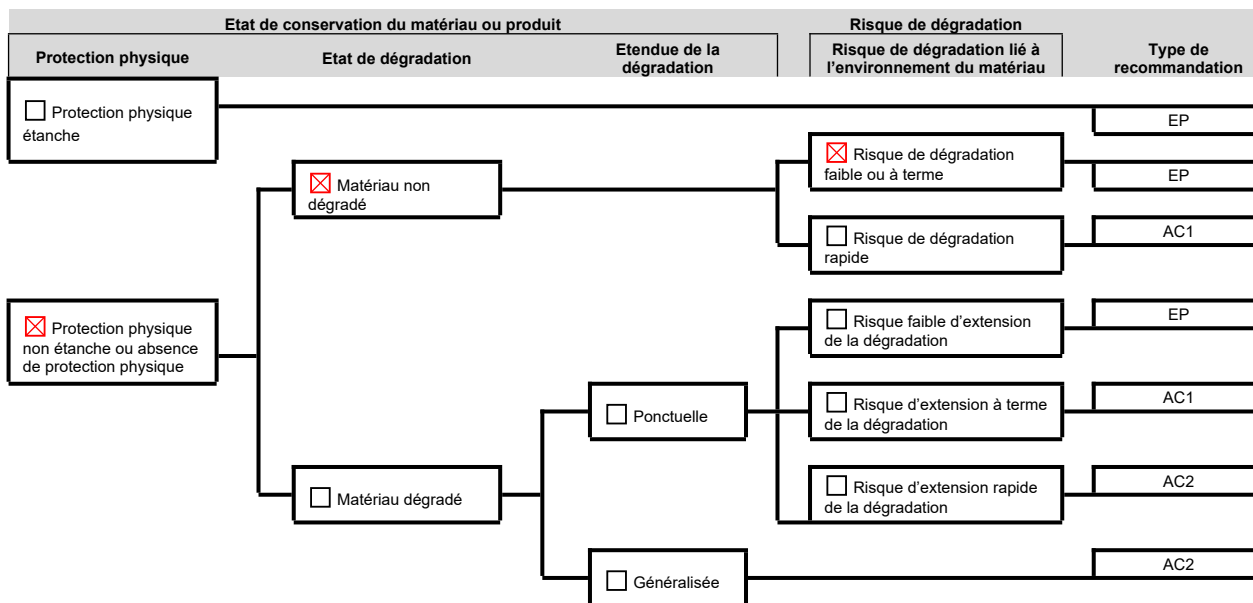 Etat de conservation du matériau ou produit
Risque de dégradation
Protection physique
Etat de dégradation
Etendue de la
dégradation
Risque de dégradation lié à
l'environnement du matériau
Type de
recommandation
Protection physique
étanche
EP
Risque de dégradation
faible ou à terme
EP
Matériau non
dégradé
Risque de dégradation
rapide
AC1
Protection physique
non étanche ou absence
de protection physique
Risque faible d'extension
de la dégradation
EP
Ponctuelle
Risque d'extension à terme
de la dégradation
AC1
Matériau dégradé
Risque d'extension rapide
de la dégradation
AC2
Généralisée
AC2